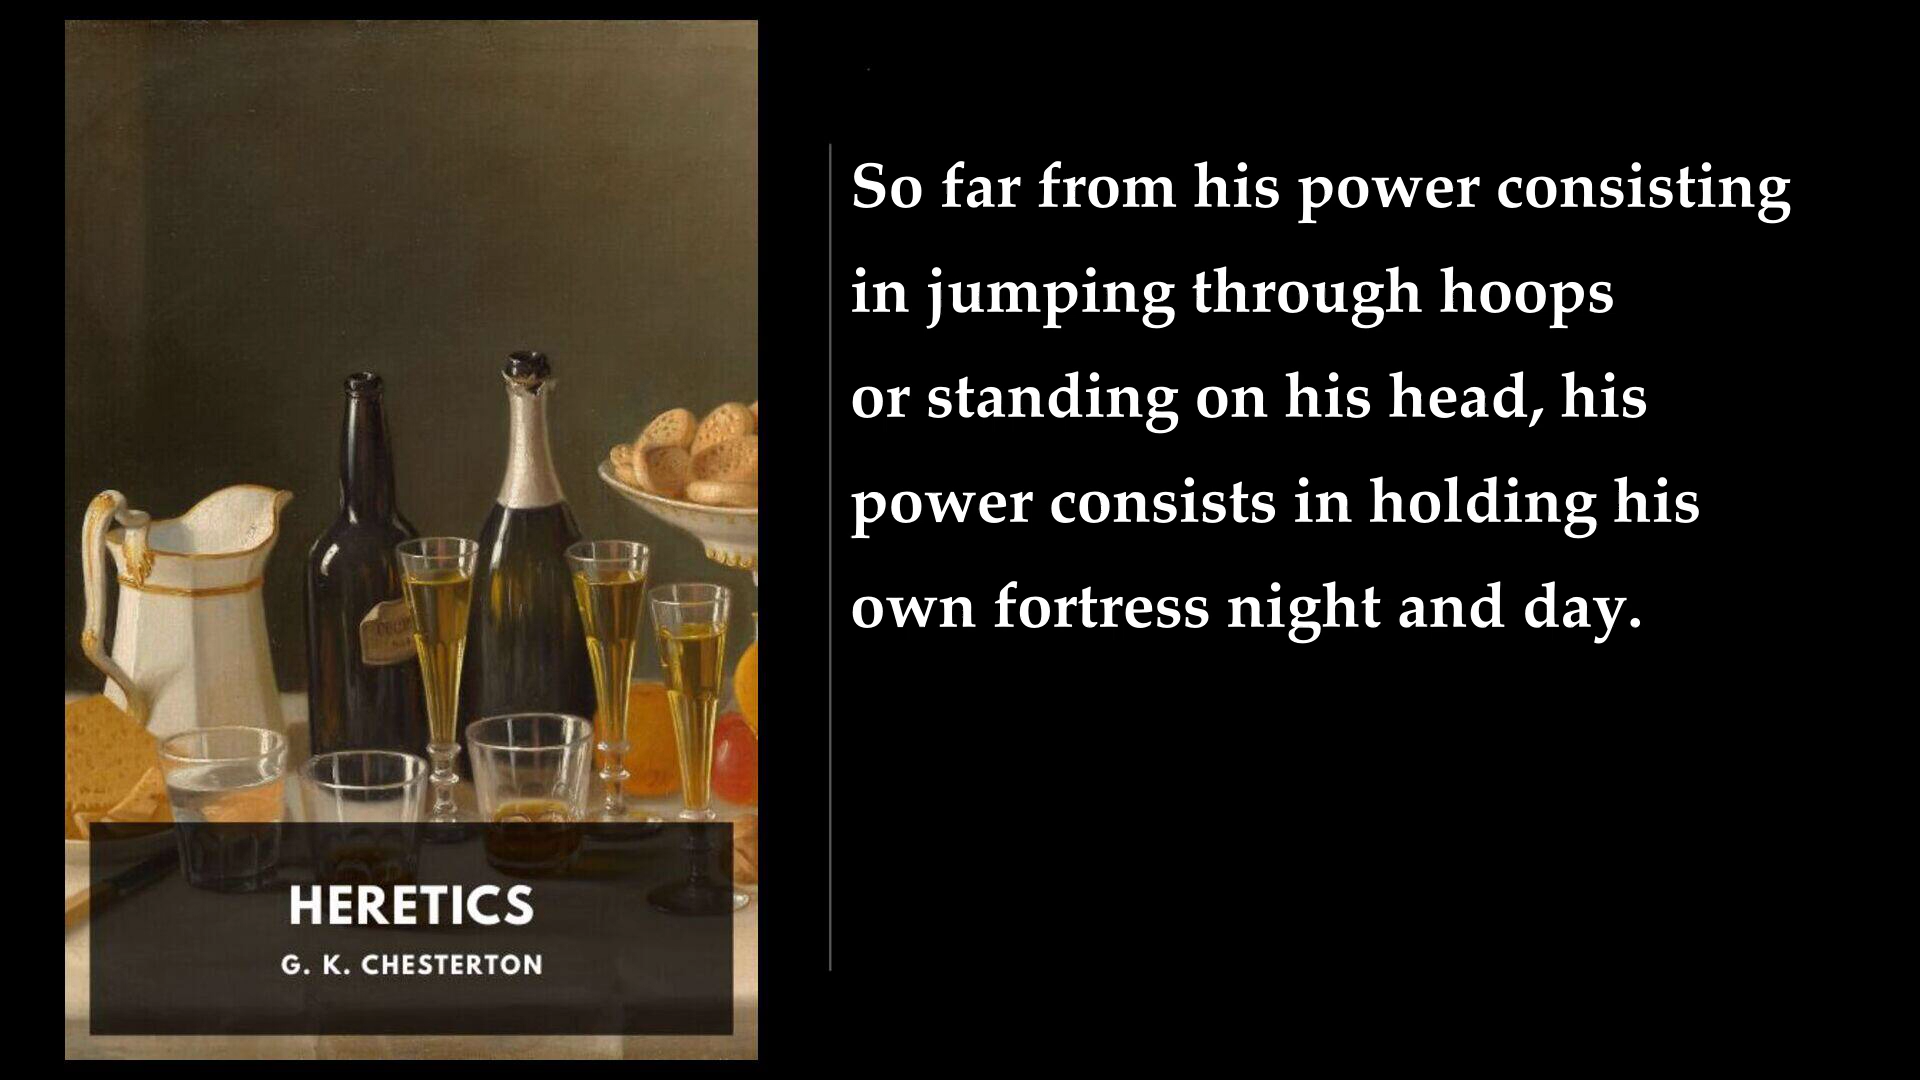 So far from his power consisting
in jumping through hoops
or standing on his head, his
power consists in holding his
own fortress night and day.
HERETICS
G. K. CHESTERTON